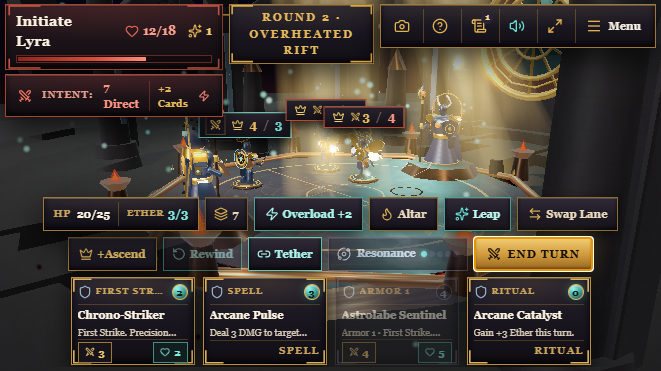 Initiate Lyra
12/18
1
ROUND 2 ·
OVERHEATED
RIFT
1
Menu
INTENT:
7 Direct
+2 Cards
4 / 3
3 / 4
HP 20/25
ETHER 3/3
7
Overload +2
Altar
Leap
Swap Lane
+Ascend
Rewind
Tether
Resonance
END TURN
FIRST STR...
2
Chrono-Striker
First Strike. Precision...
3
2
SPELL
3
Arcane Pulse
Deal 3 DMG to target...
SPELL
ARMOR 1
4
Astrolabe Sentinel
Armor 1 · First Strike....
4
5
RITUAL
0
Arcane Catalyst
Gain +3 Ether this turn.
RITUAL